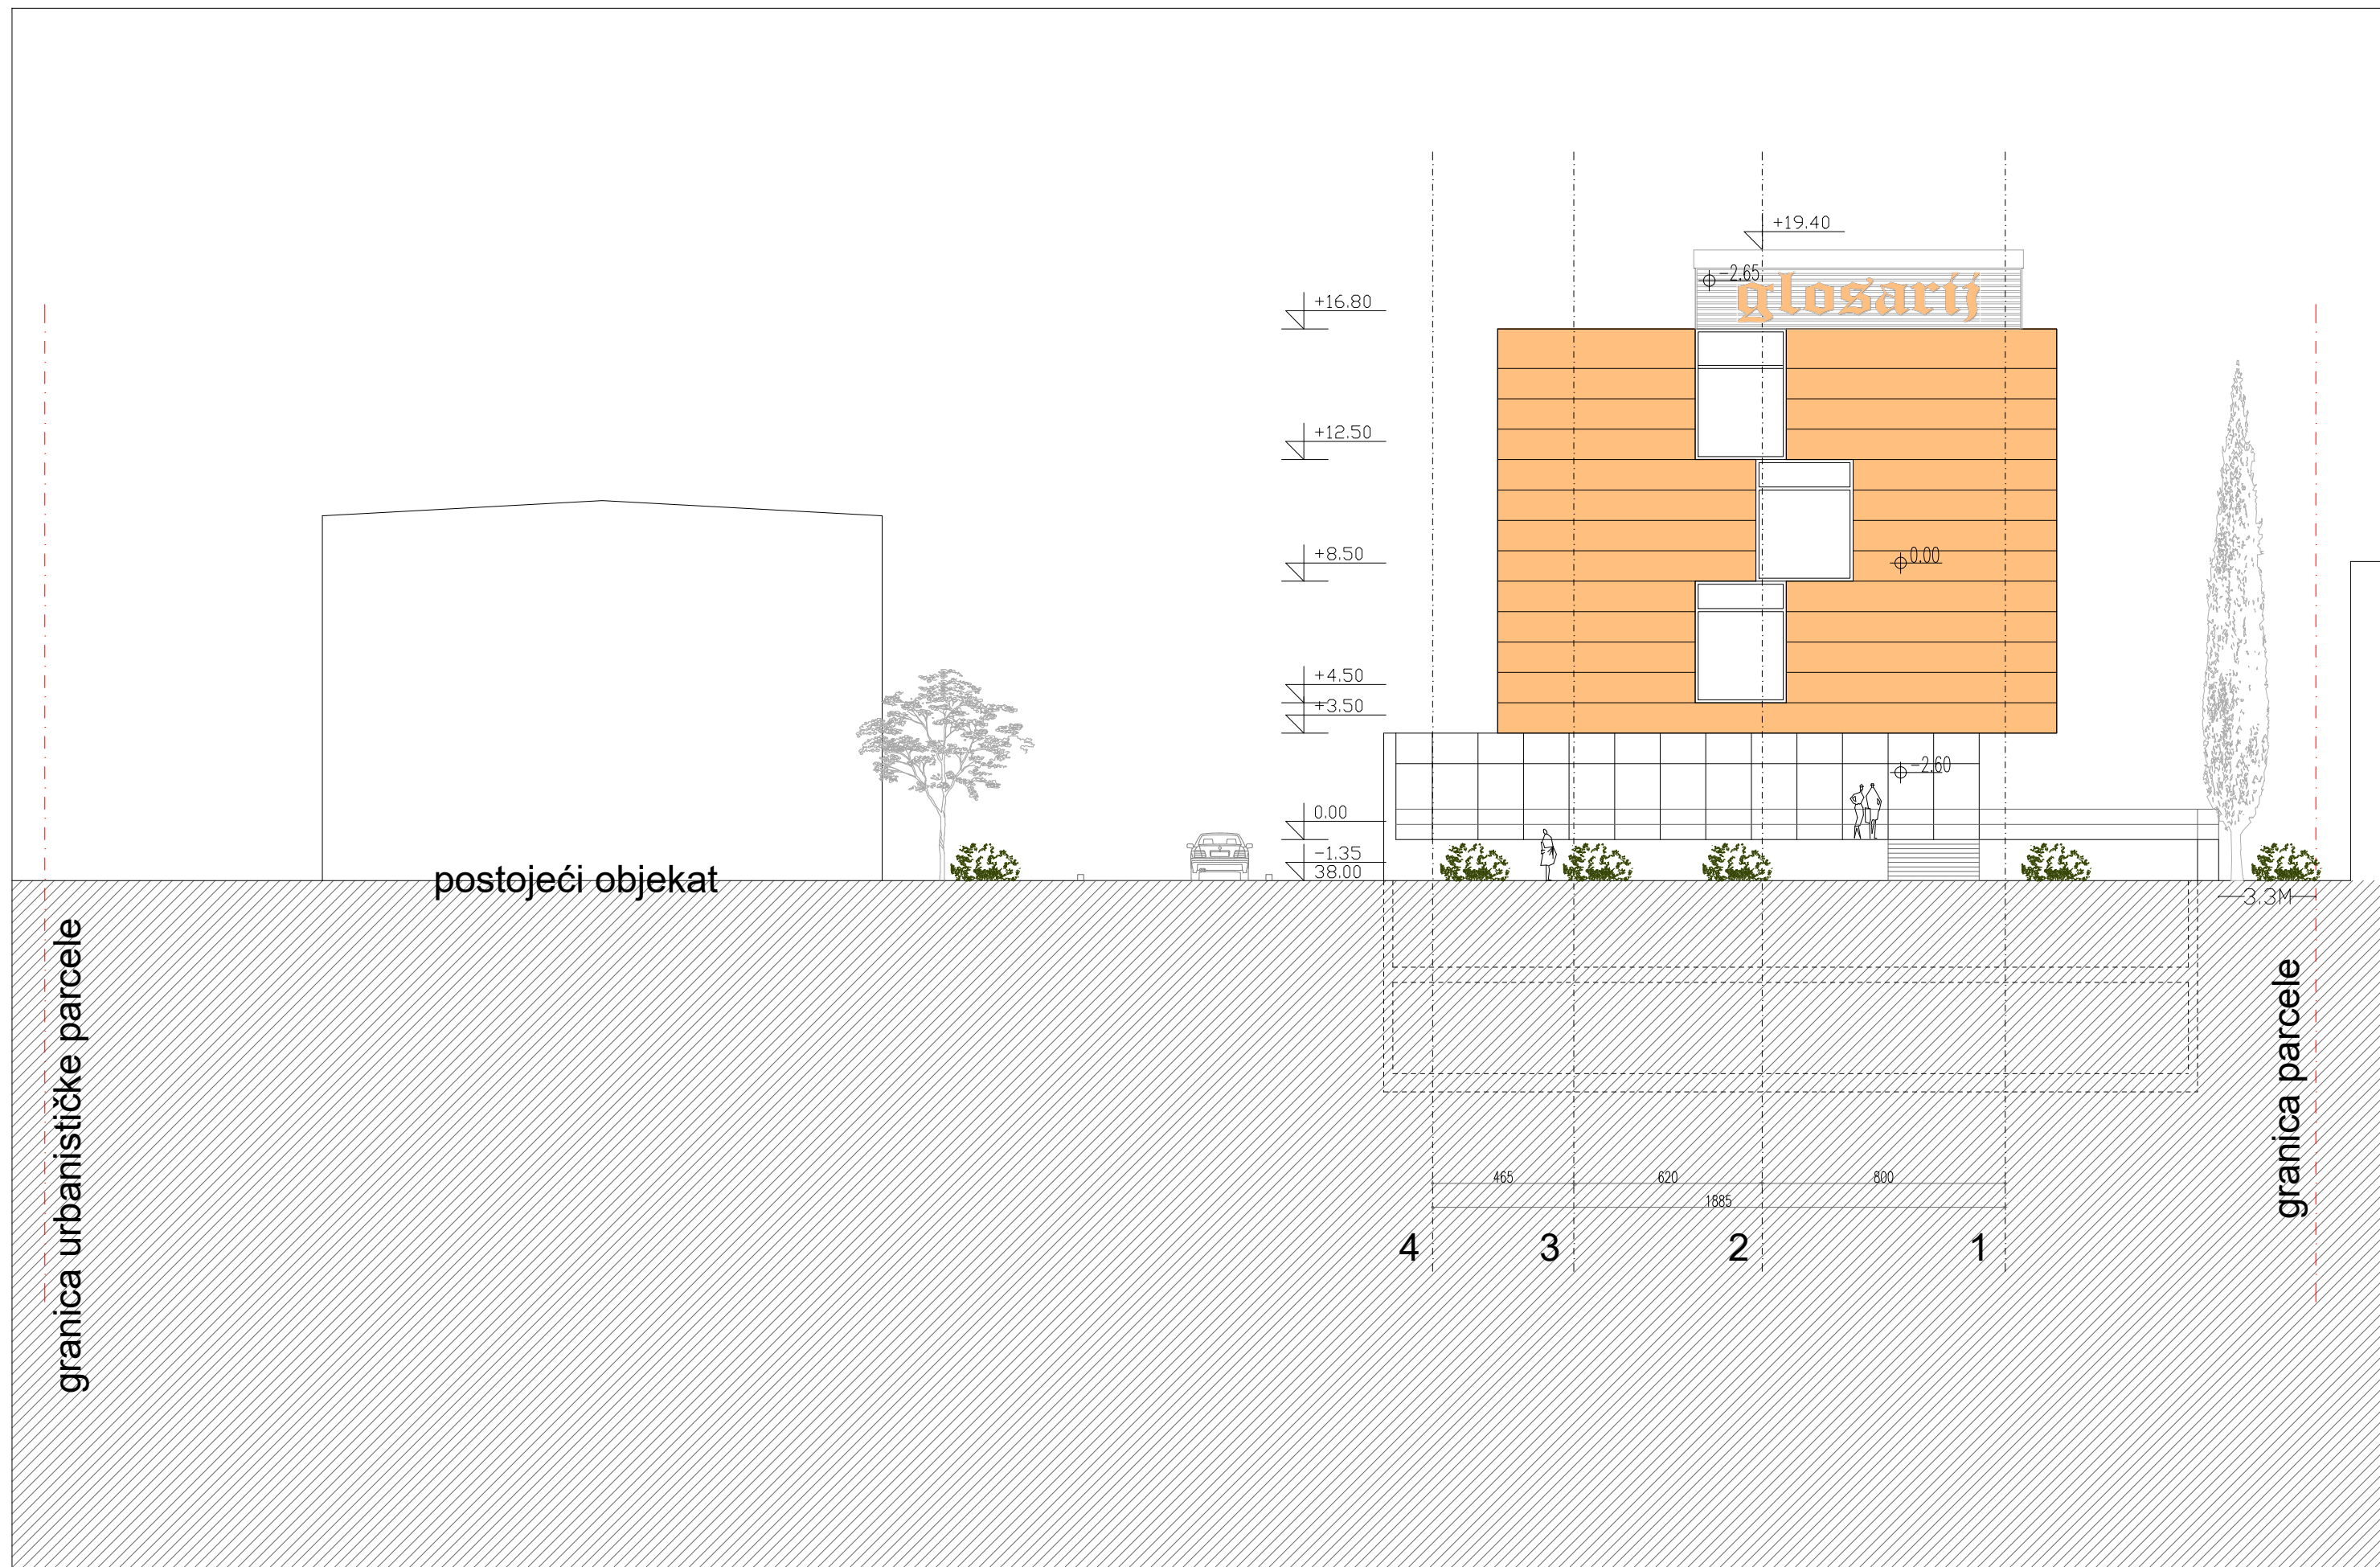 +19.40
-2.65
glosarij
+16.80
+12.50
+8.50
0.00
+4.50
+3.50
-2.60
0.00
-1.35
38.00
postojeći objekat
3.3M
granica urbanističke parcele
granica parcele
465 620 800
1885
4 3 2 1